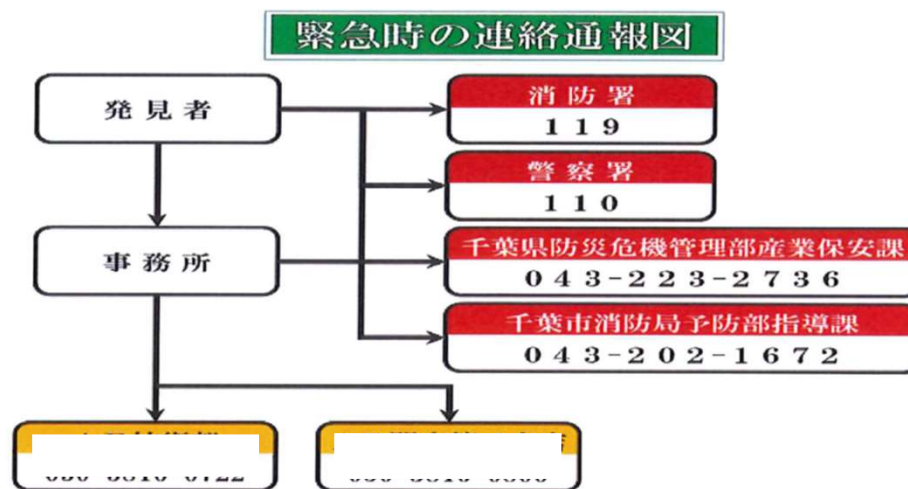 緊急時の連絡通報図
発見者
消防署
119
警察署
110
事務所
千葉県防災危機管理部産業保安課
043-223-2736
千葉市消防局予防部指導課
043-202-1672